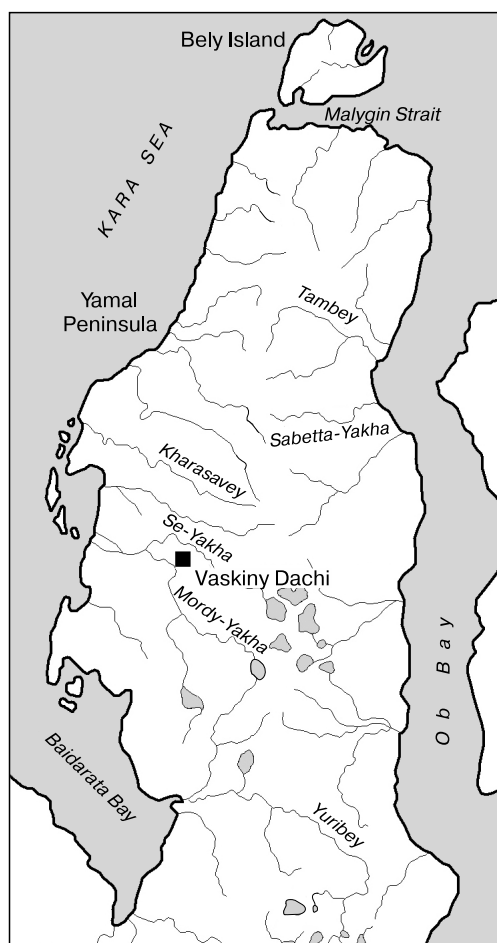 Bely Island
Malygin Strait
KARA SEA
Yamal
Peninsula
Tambey
Sabetta-Yakha
Kharasavey
Se-Yakha
Vaskiny Dachi
Mordy-Yakha
Ob Bay
Baidarata Bay
Yuribey